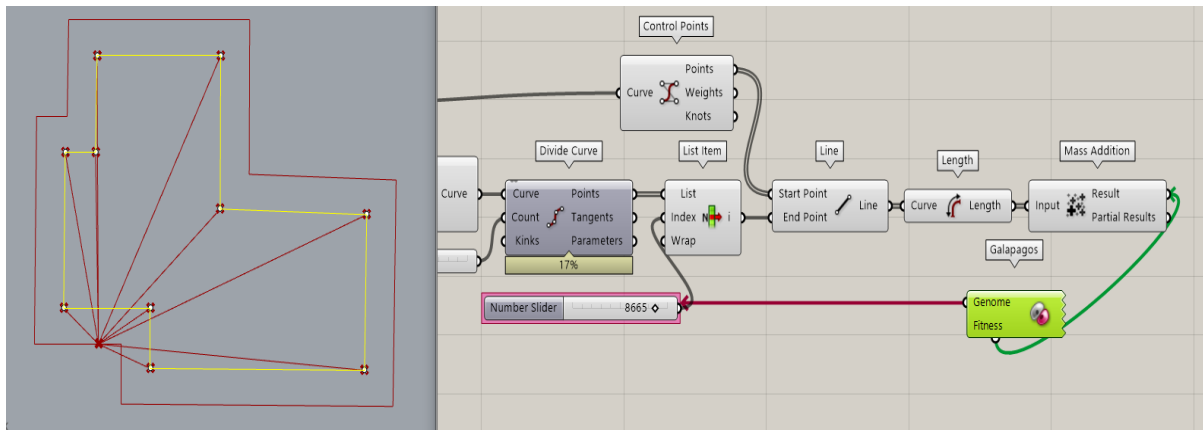 Control Points
Points
Curve
Weights
Knots
Divide Curve
List Item
Line
Length
Mass Addition
Curve
Curve
Points
Count
Tangents
Kinks
Parameters
17%
List
Index
N
i
Wrap
Start Point
Line
End Point
Curve
Length
Input
Result
Partial Results
Galapagos
Number Slider
8665
Genome
Fitness